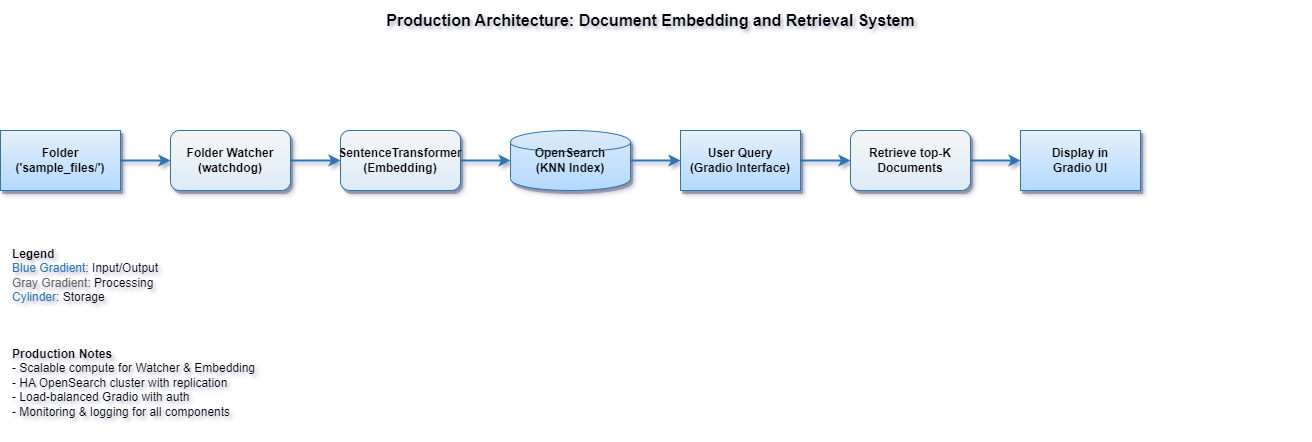 Production Architecture: Document Embedding and Retrieval System
Folder
('sample_files/')
Folder Watcher
(watchdog)
SentenceTransformer
(Embedding)
OpenSearch
(KNN Index)
User Query
(Gradio Interface)
Retrieve top-K
Documents
Display in
Gradio UI
Legend
Blue Gradient: Input/Output
Gray Gradient: Processing
Cylinder: Storage
Production Notes
- Scalable compute for Watcher & Embedding
- HA OpenSearch cluster with replication
- Load-balanced Gradio with auth
- Monitoring & logging for all components